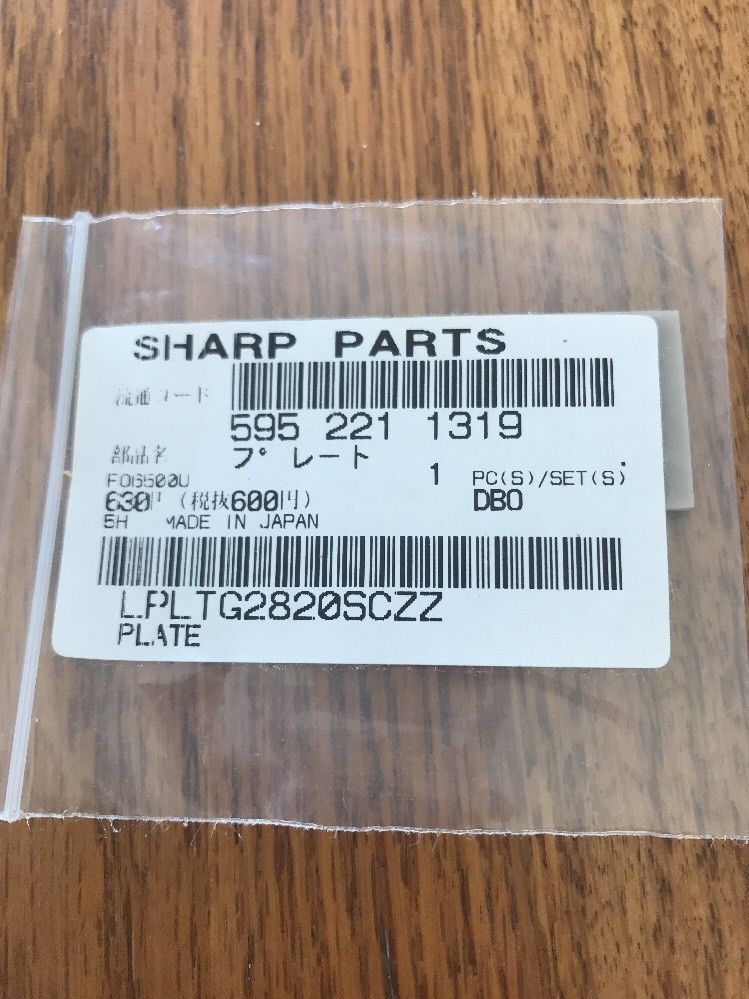 SHARP PARTS
流通コード
595 221 1319
部品名 プレート
FO6500U 1 PC(S)/SET(S)
630円 (税抜600円) DBO
5H MADE IN JAPAN
LPLTG2820SCZZ
PLATE